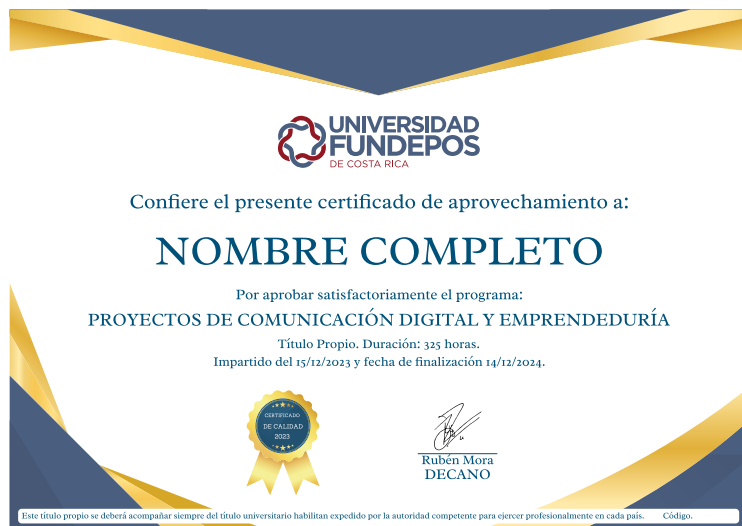 UNIVERSIDAD
FUNDEPOS
DE COSTA RICA
Confiere el presente certificado de aprovechamiento a:
NOMBRE COMPLETO
Por aprobar satisfactoriamente el programa:
PROYECTOS DE COMUNICACIÓN DIGITAL Y EMPRENDEDURÍA
Título Propio. Duración: 325 horas.
Impartido del 15/12/2023 y fecha de finalización 14/12/2024.
CERTIFICADO
DE CALIDAD
2023
Rubén Mora
DECANO
Este título propio se deberá acompañar siempre del título universitario habilitan expedido por la autoridad competente para ejercer profesionalmente en cada país. Código.